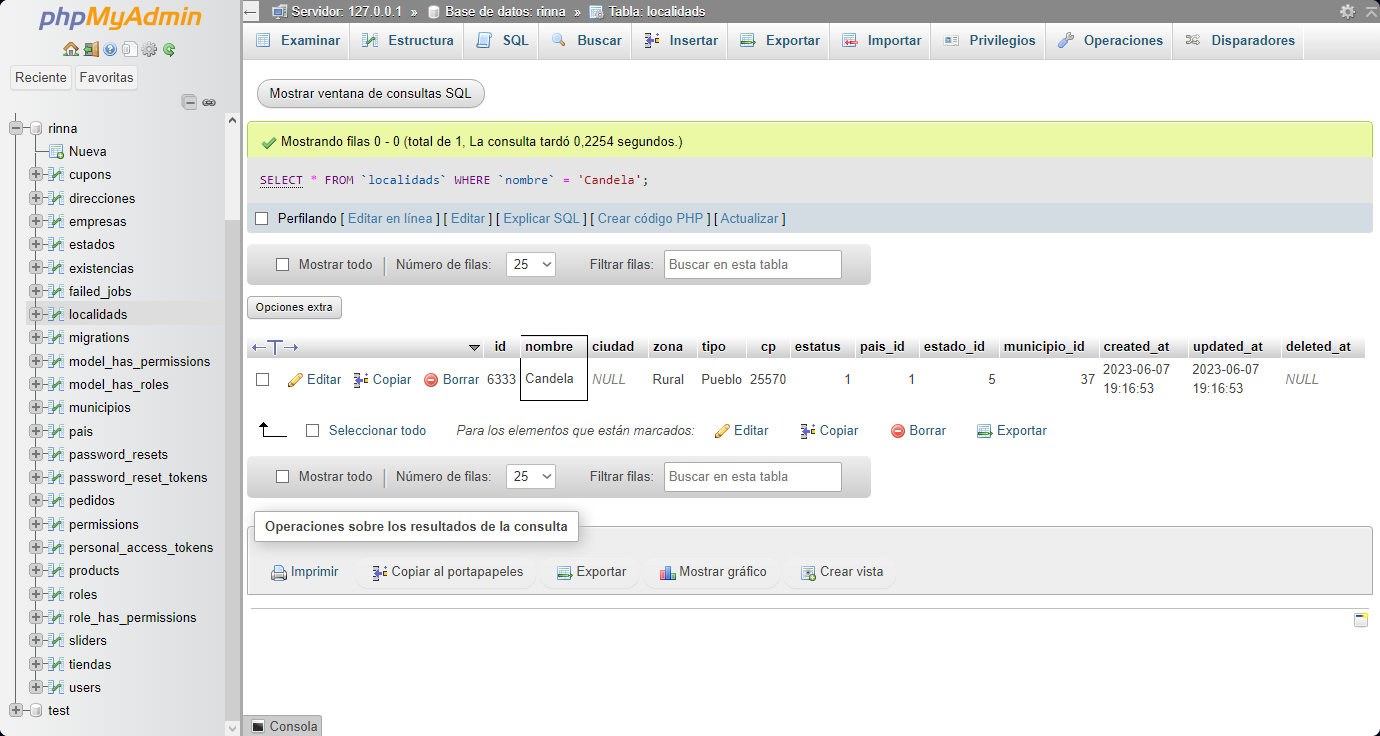 phpMyAdmin
Reciente Favoritas
rinna
Nueva
cupons
direcciones
empresas
estados
existencias
failed_jobs
localidads
migrations
model_has_permissions
model_has_roles
municipios
pais
password_resets
password_reset_tokens
pedidos
permissions
personal_access_tokens
products
roles
role_has_permissions
sliders
tiendas
users
test
Servidor: 127.0.0.1 » Base de datos: rinna » Tabla: localidads
Examinar Estructura SQL Buscar Insertar Exportar Importar Privilegios Operaciones Disparadores
Mostrar ventana de consultas SQL
Mostrando filas 0 - 0 (total de 1, La consulta tardó 0,2254 segundos.)
SELECT * FROM `localidads` WHERE `nombre` = 'Candela';
Perfilando [ Editar en línea ] [ Editar ] [ Explicar SQL ] [ Crear código PHP ] [ Actualizar ]
Mostrar todo Número de filas: 25 Filtrar filas: Buscar en esta tabla
Opciones extra
←T→ id nombre ciudad zona tipo cp estatus pais_id estado_id municipio_id created_at updated_at deleted_at
Editar Copiar Borrar 6333 Candela NULL Rural Pueblo 25570 1 1 5 37 2023-06-07 2023-06-07 NULL
19:16:53 19:16:53
Seleccionar todo Para los elementos que están marcados: Editar Copiar Borrar Exportar
Mostrar todo Número de filas: 25 Filtrar filas: Buscar en esta tabla
Operaciones sobre los resultados de la consulta
Imprimir Copiar al portapapeles Exportar Mostrar gráfico Crear vista
Consola